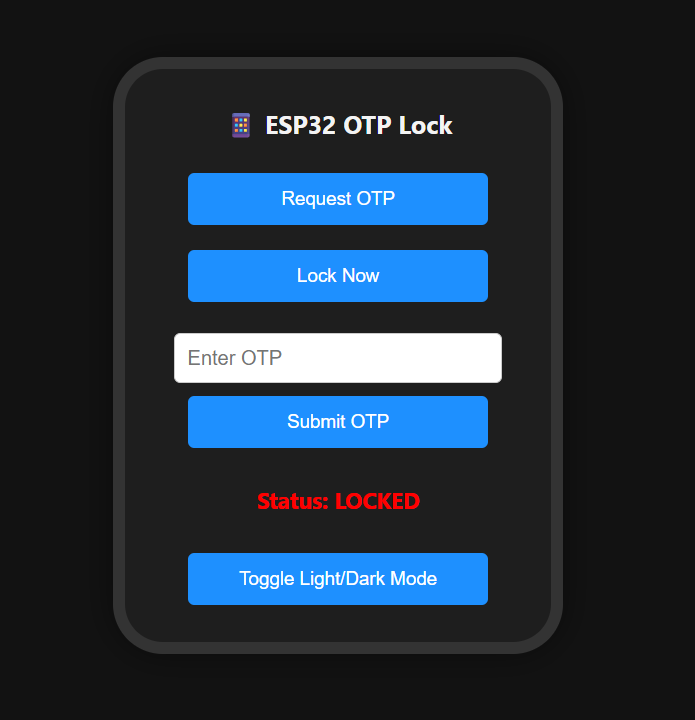 ESP32 OTP Lock
Request OTP
Lock Now
Enter OTP
Submit OTP
Status: LOCKED
Toggle Light/Dark Mode